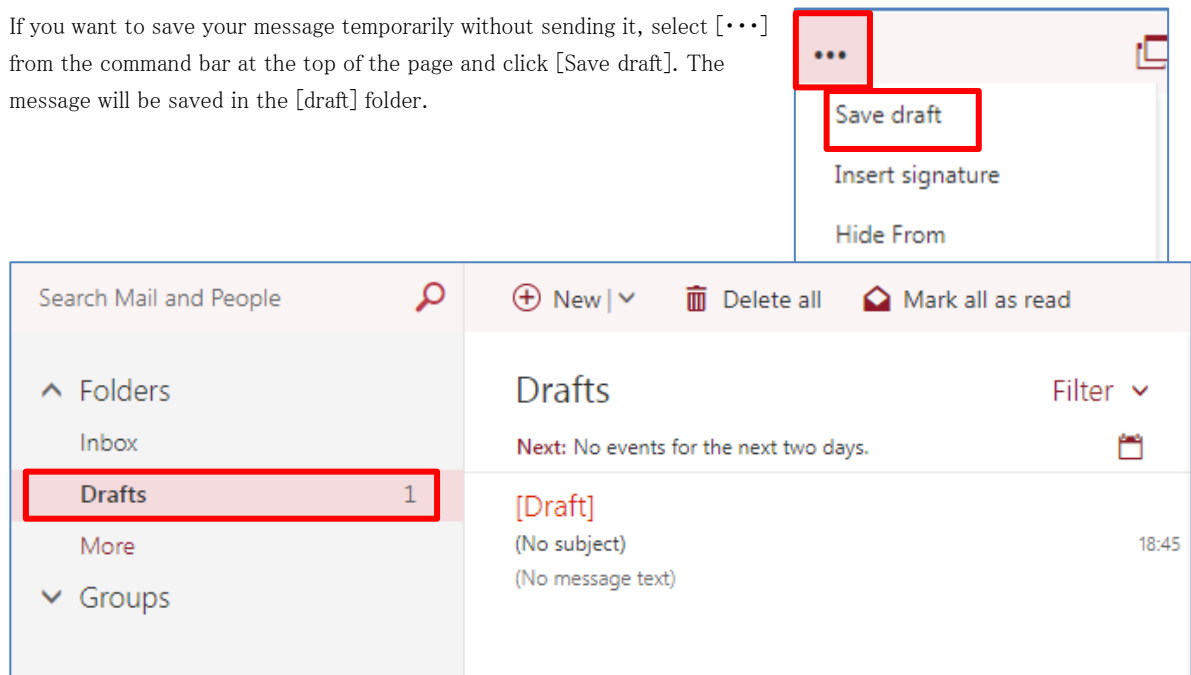 If you want to save your message temporarily without sending it, select [・・・]
from the command bar at the top of the page and click [Save draft]. The
message will be saved in the [draft] folder.
•••
Save draft
Insert signature
Hide From
Search Mail and People
New | Delete all Mark all as read
Folders
Inbox
Drafts 1
More
Groups
Drafts Filter
Next: No events for the next two days.
[Draft]
(No subject) 18:45
(No message text)